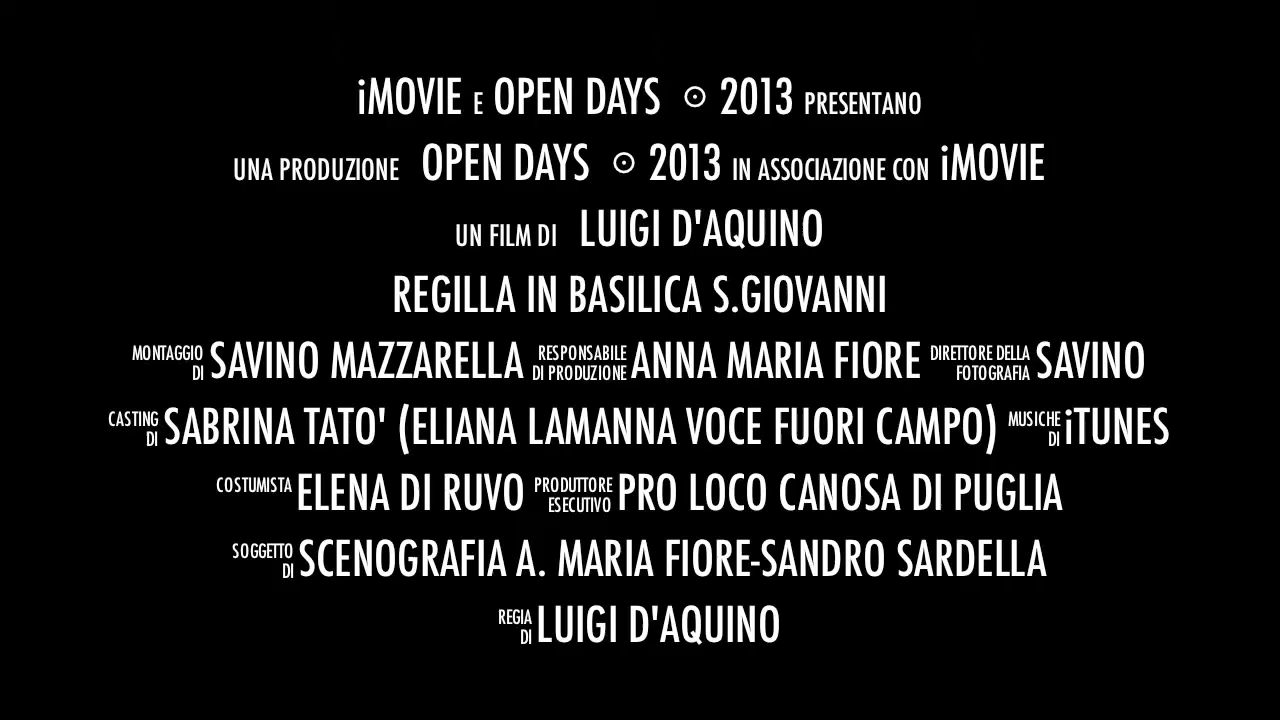 iMOVIE E OPEN DAYS ⊙ 2013 PRESENTANO
UNA PRODUZIONE OPEN DAYS ⊙ 2013 IN ASSOCIAZIONE CON iMOVIE
UN FILM DI LUIGI D'AQUINO
REGILLA IN BASILICA S.GIOVANNI
MONTAGGIO DI SAVINO MAZZARELLA RESPONSABILE DI PRODUZIONE ANNA MARIA FIORE DIRETTORE DELLA FOTOGRAFIA SAVINO
CASTING DI SABRINA TATO' (ELIANA LAMANNA VOCE FUORI CAMPO) MUSICHE DI iTUNES
COSTUMISTA ELENA DI RUVO PRODUTTORE ESECUTIVO PRO LOCO CANOSA DI PUGLIA
SOGGETTO DI SCENOGRAFIA A. MARIA FIORE-SANDRO SARDELLA
REGIA DI LUIGI D'AQUINO